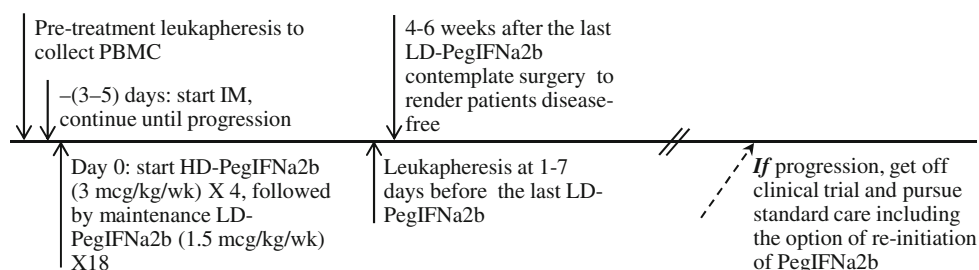 Pre-treatment leukapheresis to
collect PBMC
–(3–5) days: start IM,
continue until progression
4-6 weeks after the last
LD-PegIFNa2b
contemplate surgery to
render patients disease-
free
Day 0: start HD-PegIFNa2b
(3 mcg/kg/wk) X 4, followed
by maintenance LD-
PegIFNa2b (1.5 mcg/kg/wk)
X18
Leukapheresis at 1-7
days before the last LD-
PegIFNa2b
If progression, get off
clinical trial and pursue
standard care including
the option of re-initiation
of PegIFNa2b